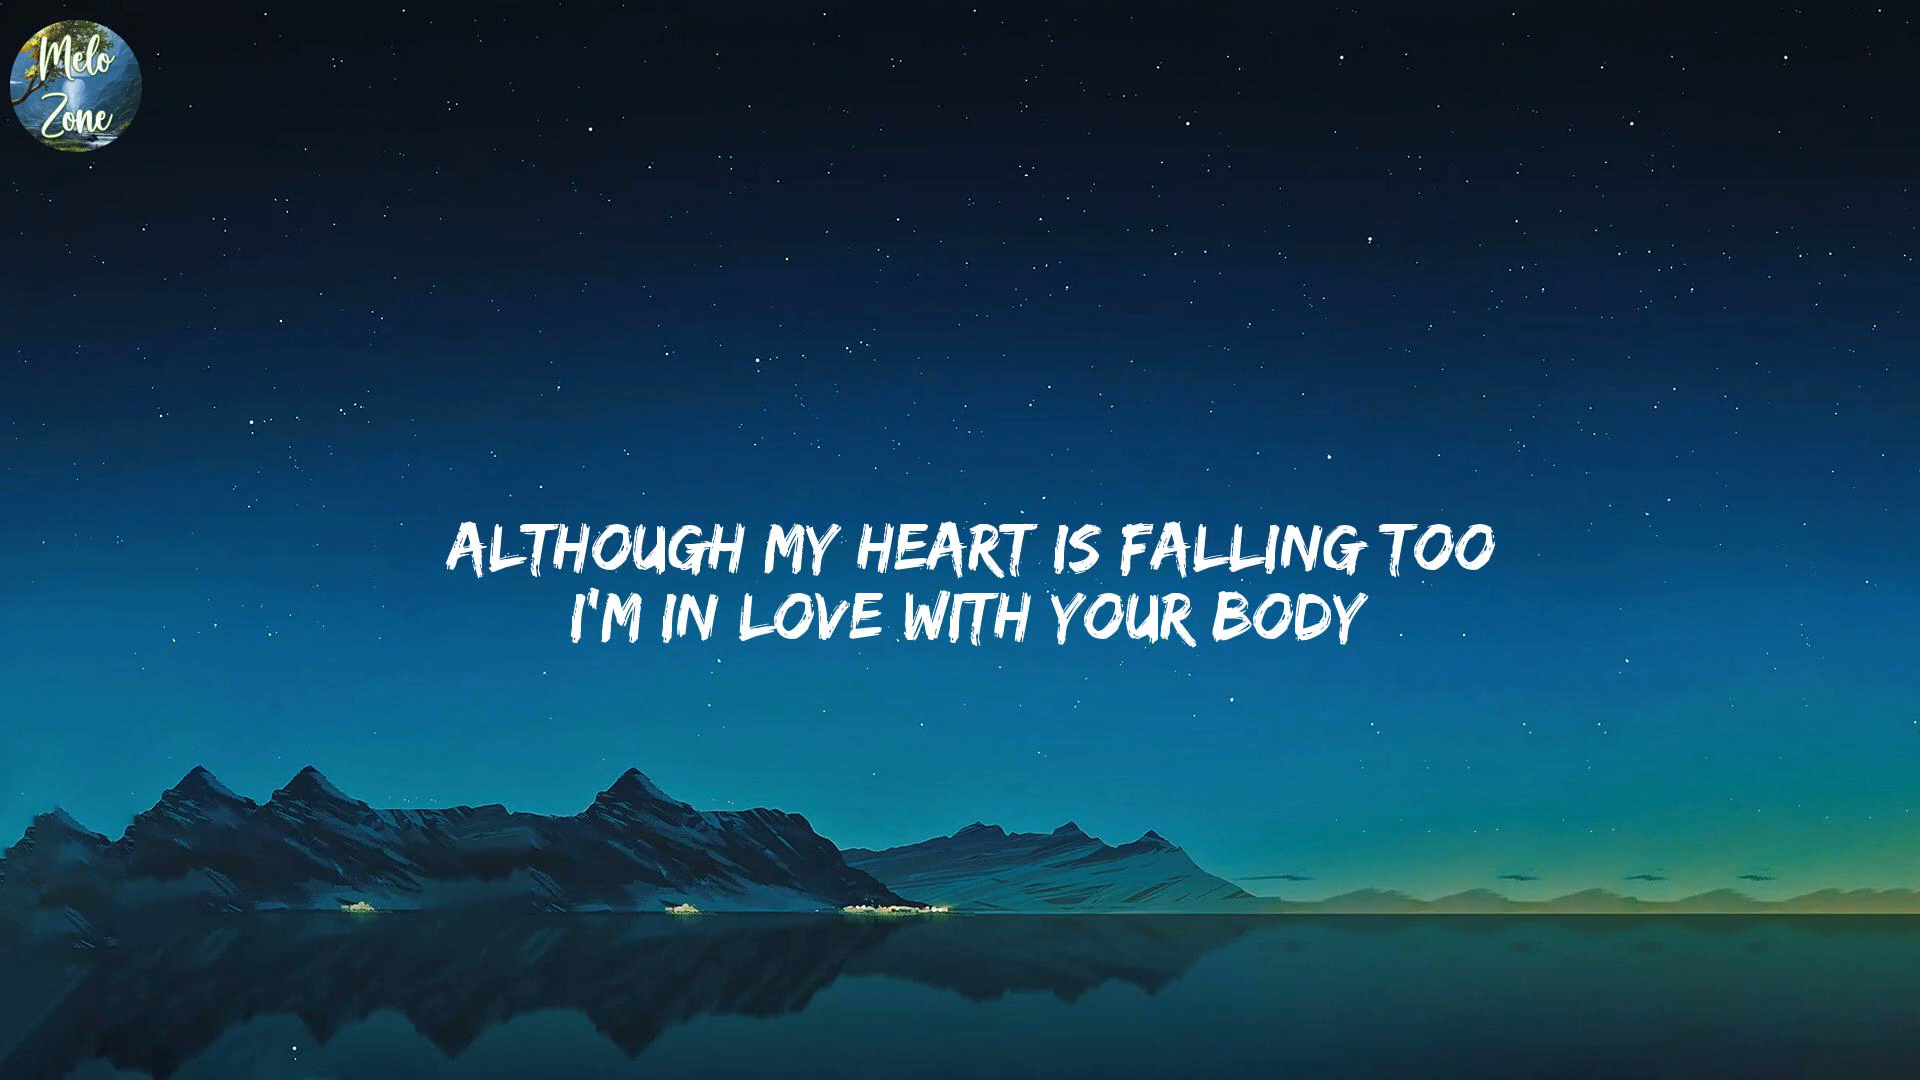 Melo
Zone
ALTHOUGH MY HEART IS FALLING TOO
I'M IN LOVE WITH YOUR BODY